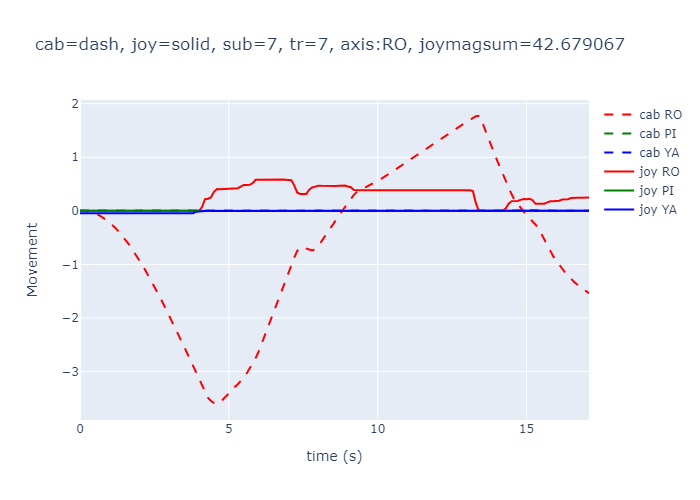 cab=dash, joy=solid, sub=7, tr=7, axis:RO, joymagsum=42.679067
2
1
0
−1
−2
−3
Movement
0
5
10
15
time (s)
cab RO
cab PI
cab YA
joy RO
joy PI
joy YA